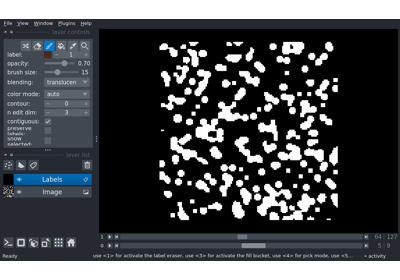 File View Window Plugins Help
layer controls
label: 1
opacity: 0.70
brush size: 15
blending: translucen
color mode: auto
contour: 0
n edit dim: 3
contiguous:
preserve labels:
show selected:
layer list
Labels
Image
1 64 127
0 5 9
Ready use <1> for activate the label eraser, use <3> for activate the fill bucket, use <4> for pick mode, use <5... activity